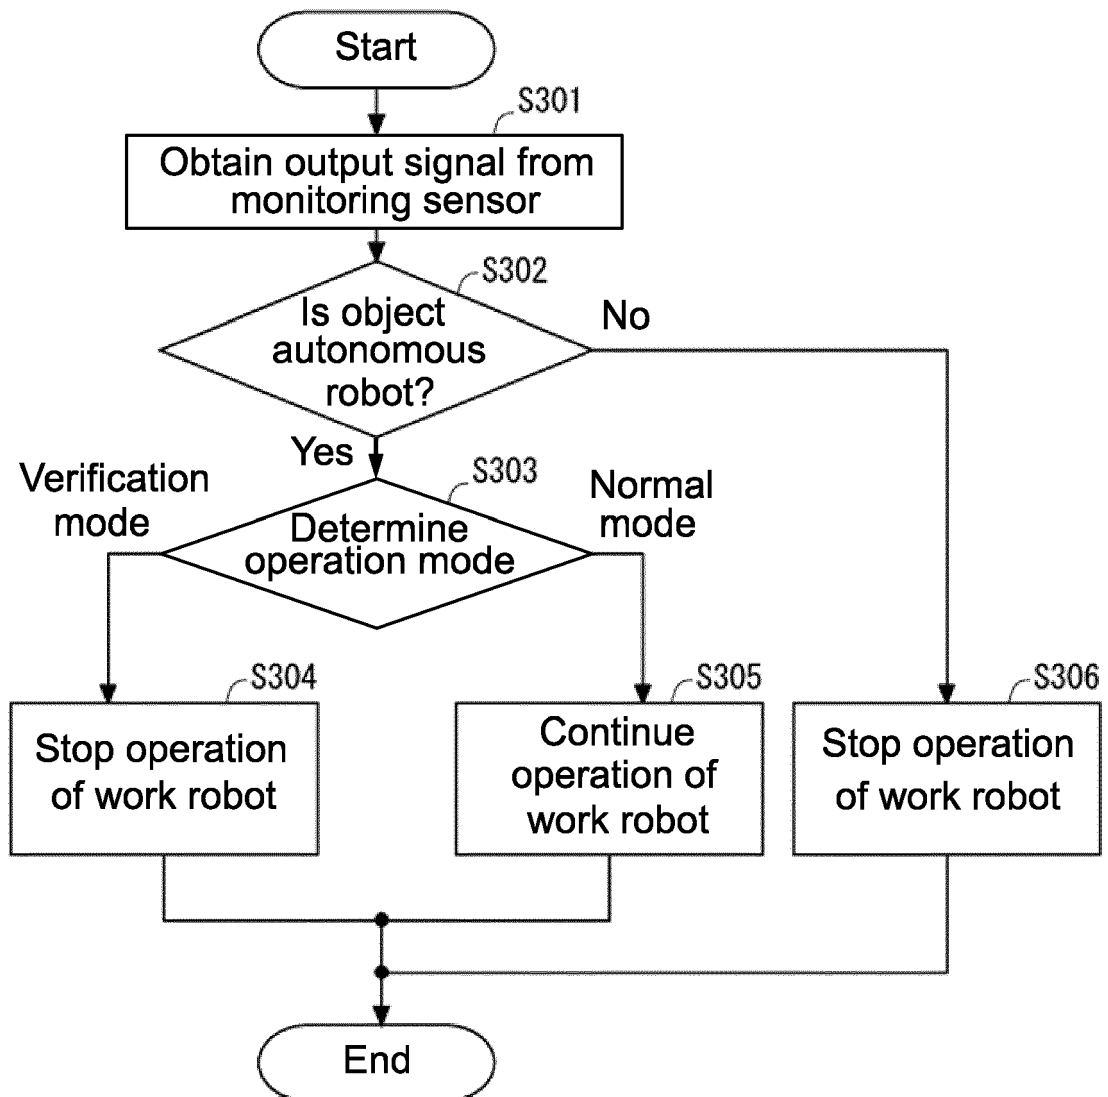 Start
S301
Obtain output signal from
monitoring sensor
S302
Is object
autonomous
robot?
No
Yes
S303
Verification
mode
Normal
mode
Determine
operation mode
S304
Stop operation
of work robot
S305
Continue
operation of
work robot
S306
Stop operation
of work robot
End